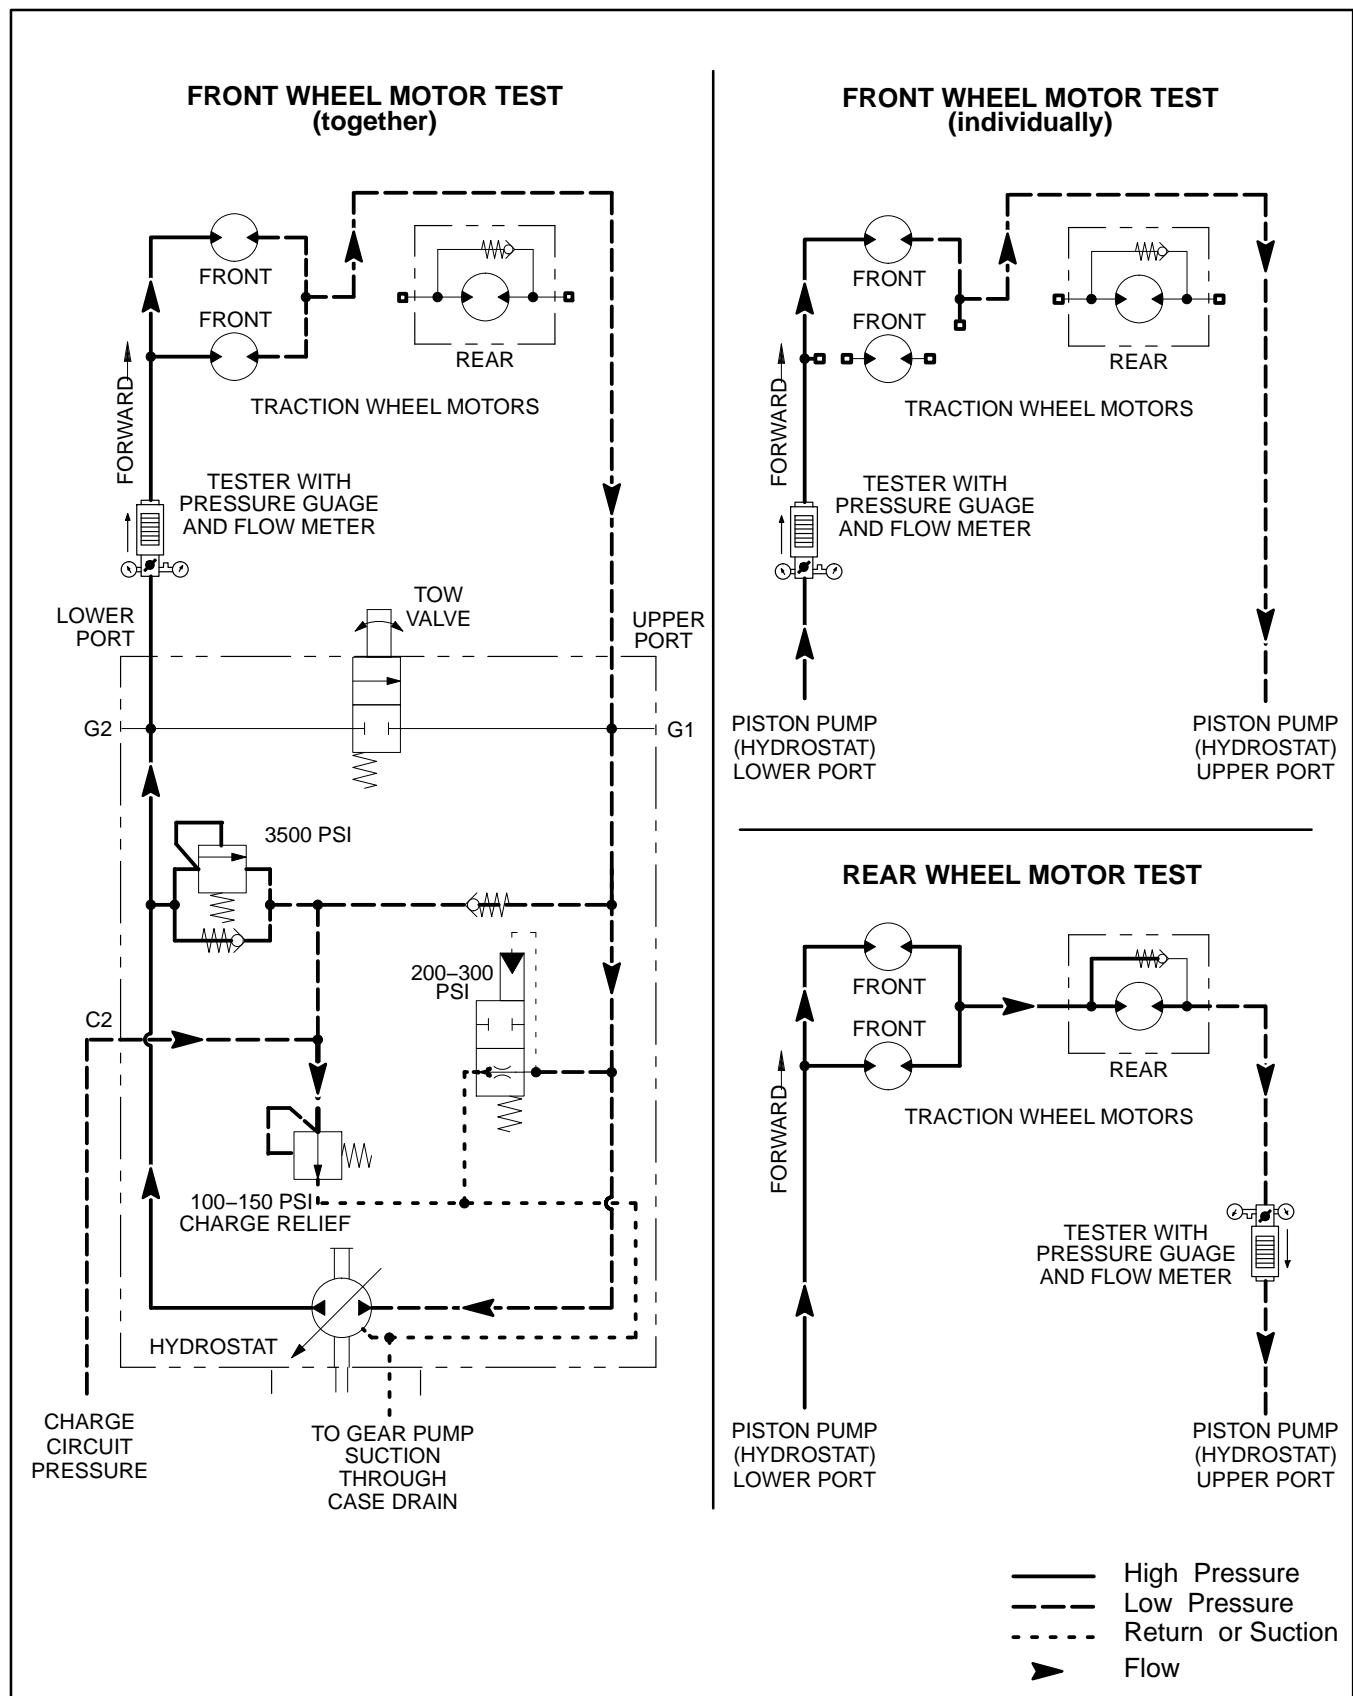 FRONT WHEEL MOTOR TEST
(together)
FRONT
FRONT
REAR
TRACTION WHEEL MOTORS
FORWARD
TESTER WITH
PRESSURE GUAGE
AND FLOW METER
LOWER
PORT
TOW
VALVE
UPPER
PORT
G2
G1
3500 PSI
200–300
PSI
C2
100–150 PSI
CHARGE RELIEF
HYDROSTAT
CHARGE
CIRCUIT
PRESSURE
TO GEAR PUMP
SUCTION
THROUGH
CASE DRAIN
FRONT WHEEL MOTOR TEST
(individually)
FRONT
FRONT
REAR
TRACTION WHEEL MOTORS
FORWARD
TESTER WITH
PRESSURE GUAGE
AND FLOW METER
PISTON PUMP
(HYDROSTAT)
LOWER PORT
PISTON PUMP
(HYDROSTAT)
UPPER PORT
REAR WHEEL MOTOR TEST
FRONT
FRONT
REAR
TRACTION WHEEL MOTORS
FORWARD
TESTER WITH
PRESSURE GUAGE
AND FLOW METER
PISTON PUMP
(HYDROSTAT)
LOWER PORT
PISTON PUMP
(HYDROSTAT)
UPPER PORT
High Pressure
Low Pressure
Return or Suction
Flow